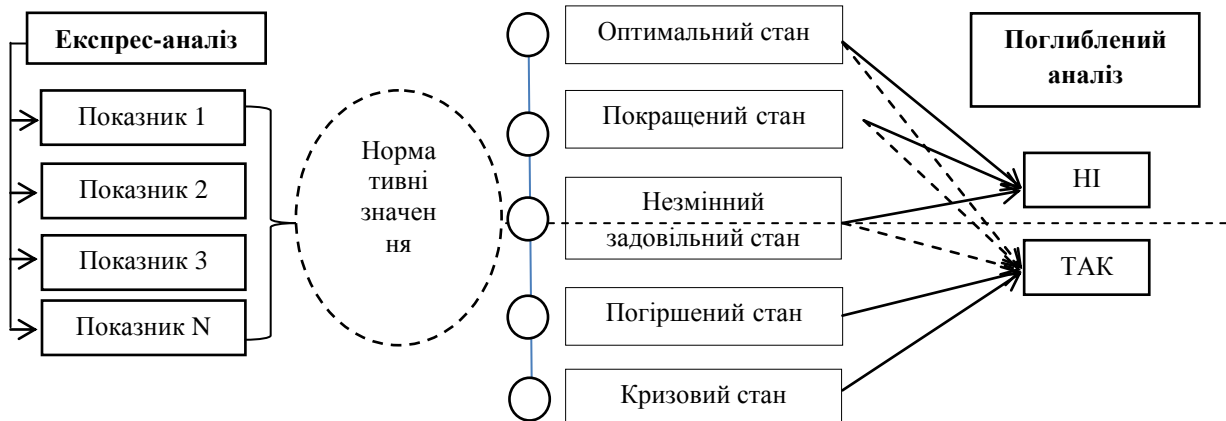 Експрес-аналіз
Показник 1
Показник 2
Показник 3
Показник N
Норма
тивні
значен
ня
Оптимальний стан
Покращений стан
Незмінний
задовільний стан
Погіршений стан
Кризовий стан
Поглиблений
аналіз
НІ
ТАК